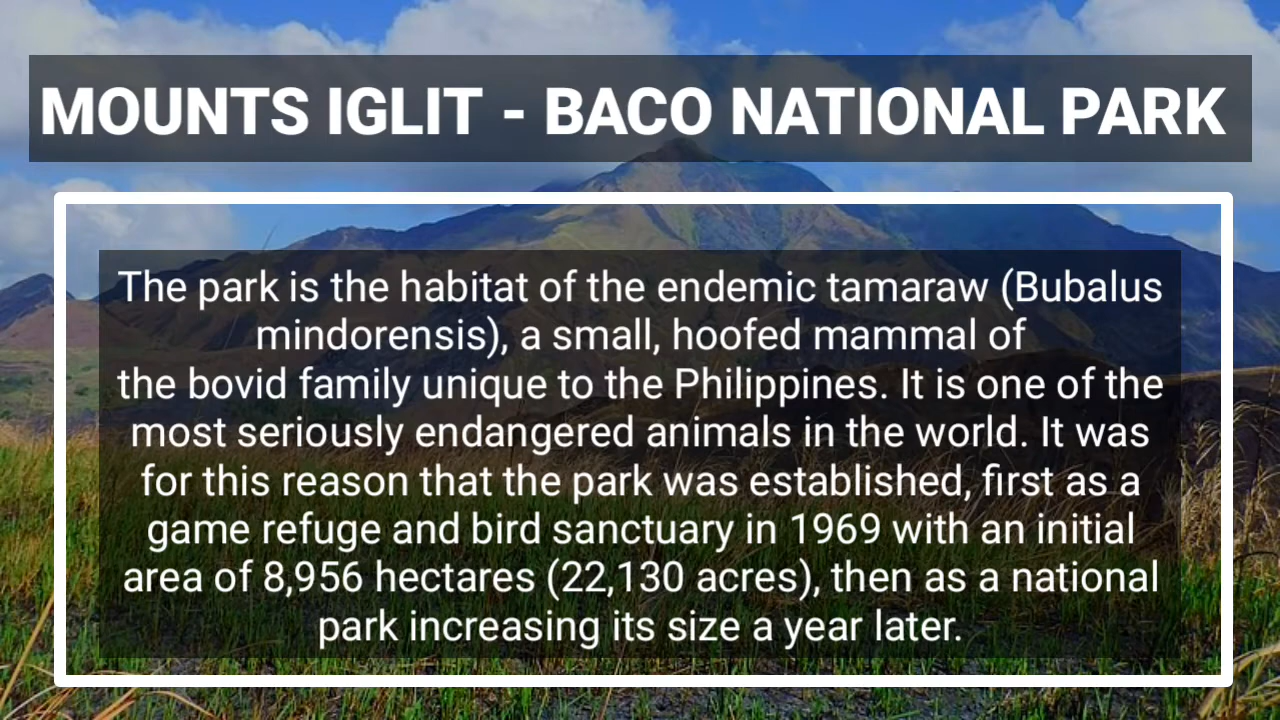 MOUNTS IGLIT - BACO NATIONAL PARK
The park is the habitat of the endemic tamaraw (Bubalus
mindorensis), a small, hoofed mammal of
the bovid family unique to the Philippines. It is one of the
most seriously endangered animals in the world. It was
for this reason that the park was established, first as a
game refuge and bird sanctuary in 1969 with an initial
area of 8,956 hectares (22,130 acres), then as a national
park increasing its size a year later.